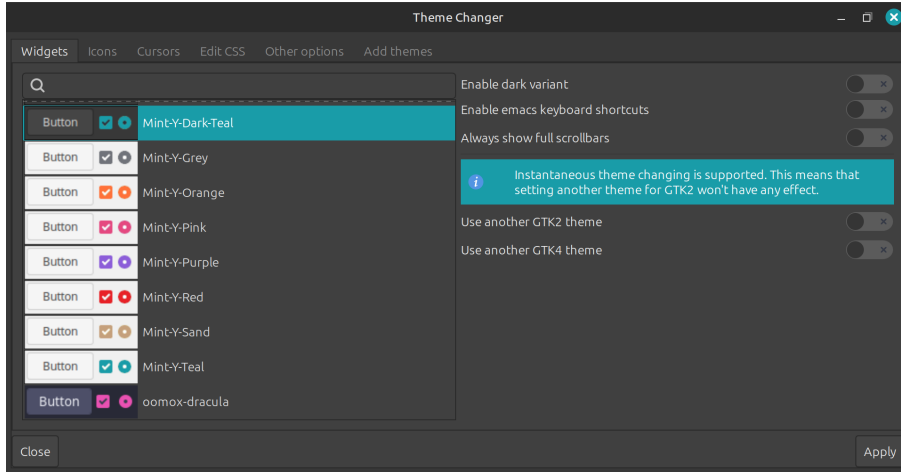 Theme Changer
Widgets Icons Cursors Edit CSS Other options Add themes
Button Mint-Y-Dark-Teal
Button Mint-Y-Grey
Button Mint-Y-Orange
Button Mint-Y-Pink
Button Mint-Y-Purple
Button Mint-Y-Red
Button Mint-Y-Sand
Button Mint-Y-Teal
Button oomox-dracula
Enable dark variant
Enable emacs keyboard shortcuts
Always show full scrollbars
Instantaneous theme changing is supported. This means that
setting another theme for GTK2 won't have any effect.
Use another GTK2 theme
Use another GTK4 theme
Close
Apply